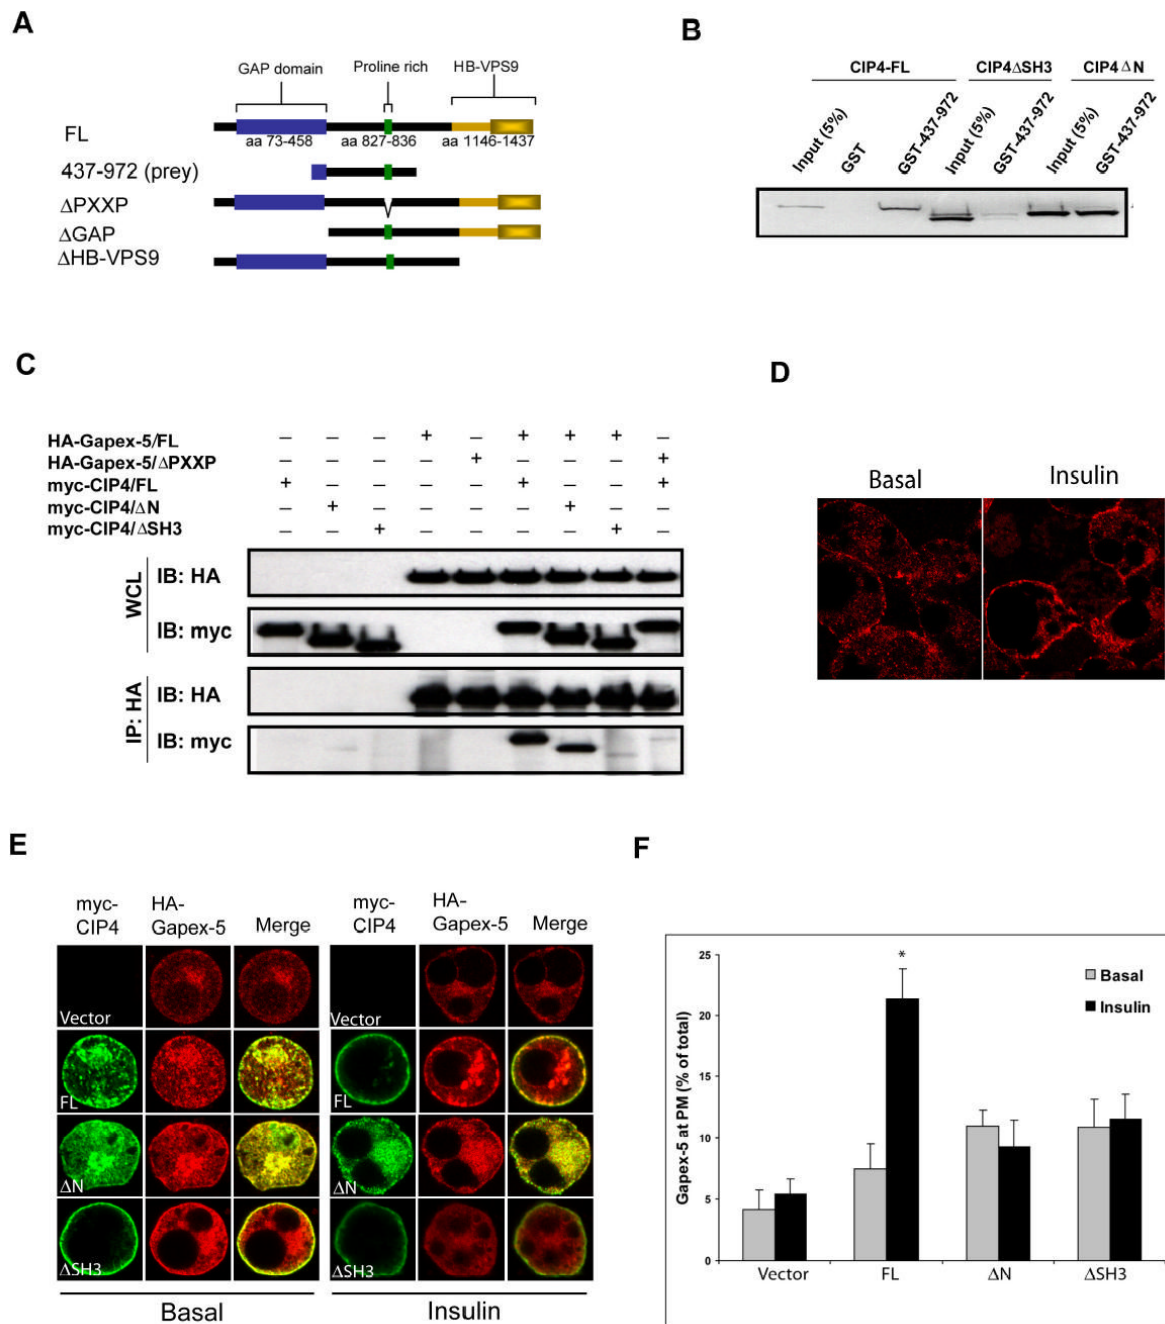 A
GAP domain
Proline rich
HB-VPS9
FL
aa 73-458
aa 827-836
aa 1146-1437
437-972 (prey)
ΔPXXP
ΔGAP
ΔHB-VPS9
B
CIP4-FL
CIP4ΔSH3
CIP4 ΔN
Input (5%)
GST
GST-437-972
Input (5%)
GST-437-972
Input (5%)
GST-437-972
C
HA-Gapex-5/FL – – – + – + + + –
HA-Gapex-5/ΔPXXP – – – – + – – – +
myc-CIP4/FL + – – – – + – – +
myc-CIP4/ΔN – + – – – – + – –
myc-CIP4/ΔSH3 – – + – – – – + –
WCL
IB: HA
IB: myc
IP: HA
IB: HA
IB: myc
D
Basal
Insulin
E
myc-
CIP4
HA-
Gapex-5
Merge
myc-
CIP4
HA-
Gapex-5
Merge
Vector
Vector
FL
FL
ΔN
ΔN
ΔSH3
ΔSH3
Basal
Insulin
F
Gapex-5 at PM (% of total)
25
20
15
10
5
0
*
Basal
Insulin
Vector
FL
ΔN
ΔSH3